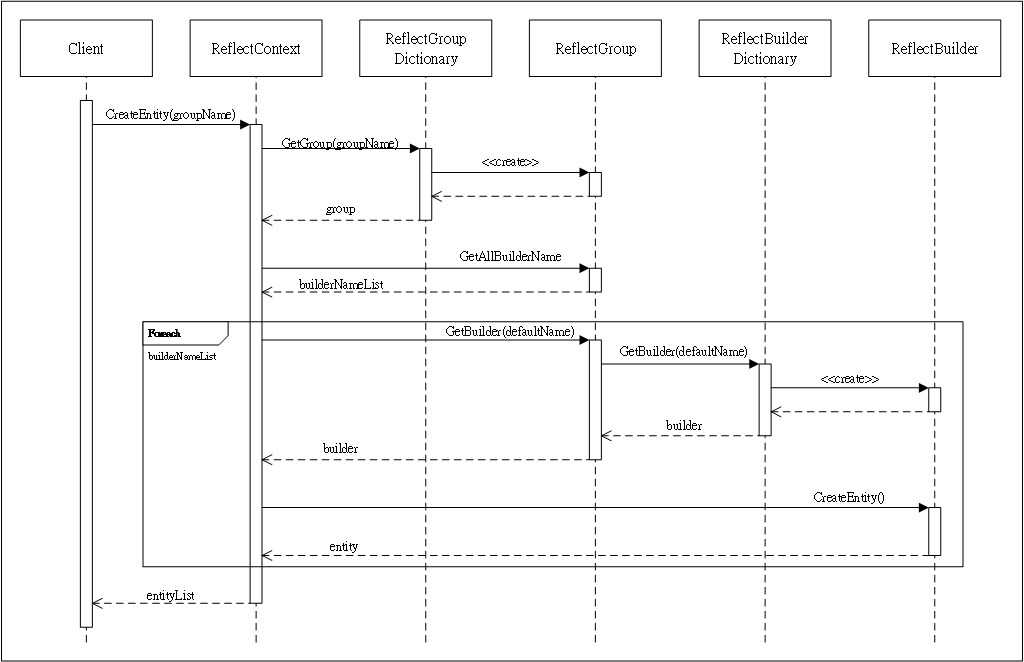 Client
ReflectContext
ReflectGroup
Dictionary
ReflectGroup
ReflectBuilder
Dictionary
ReflectBuilder
CreateEntity(groupName)
GetGroup(groupName)
<<create>>
group
GetAllBuilderName
builderNameList
Foreach
builderNameList
GetBuilder(defaultName)
GetBuilder(defaultName)
<<create>>
builder
builder
CreateEntity()
entity
entityList